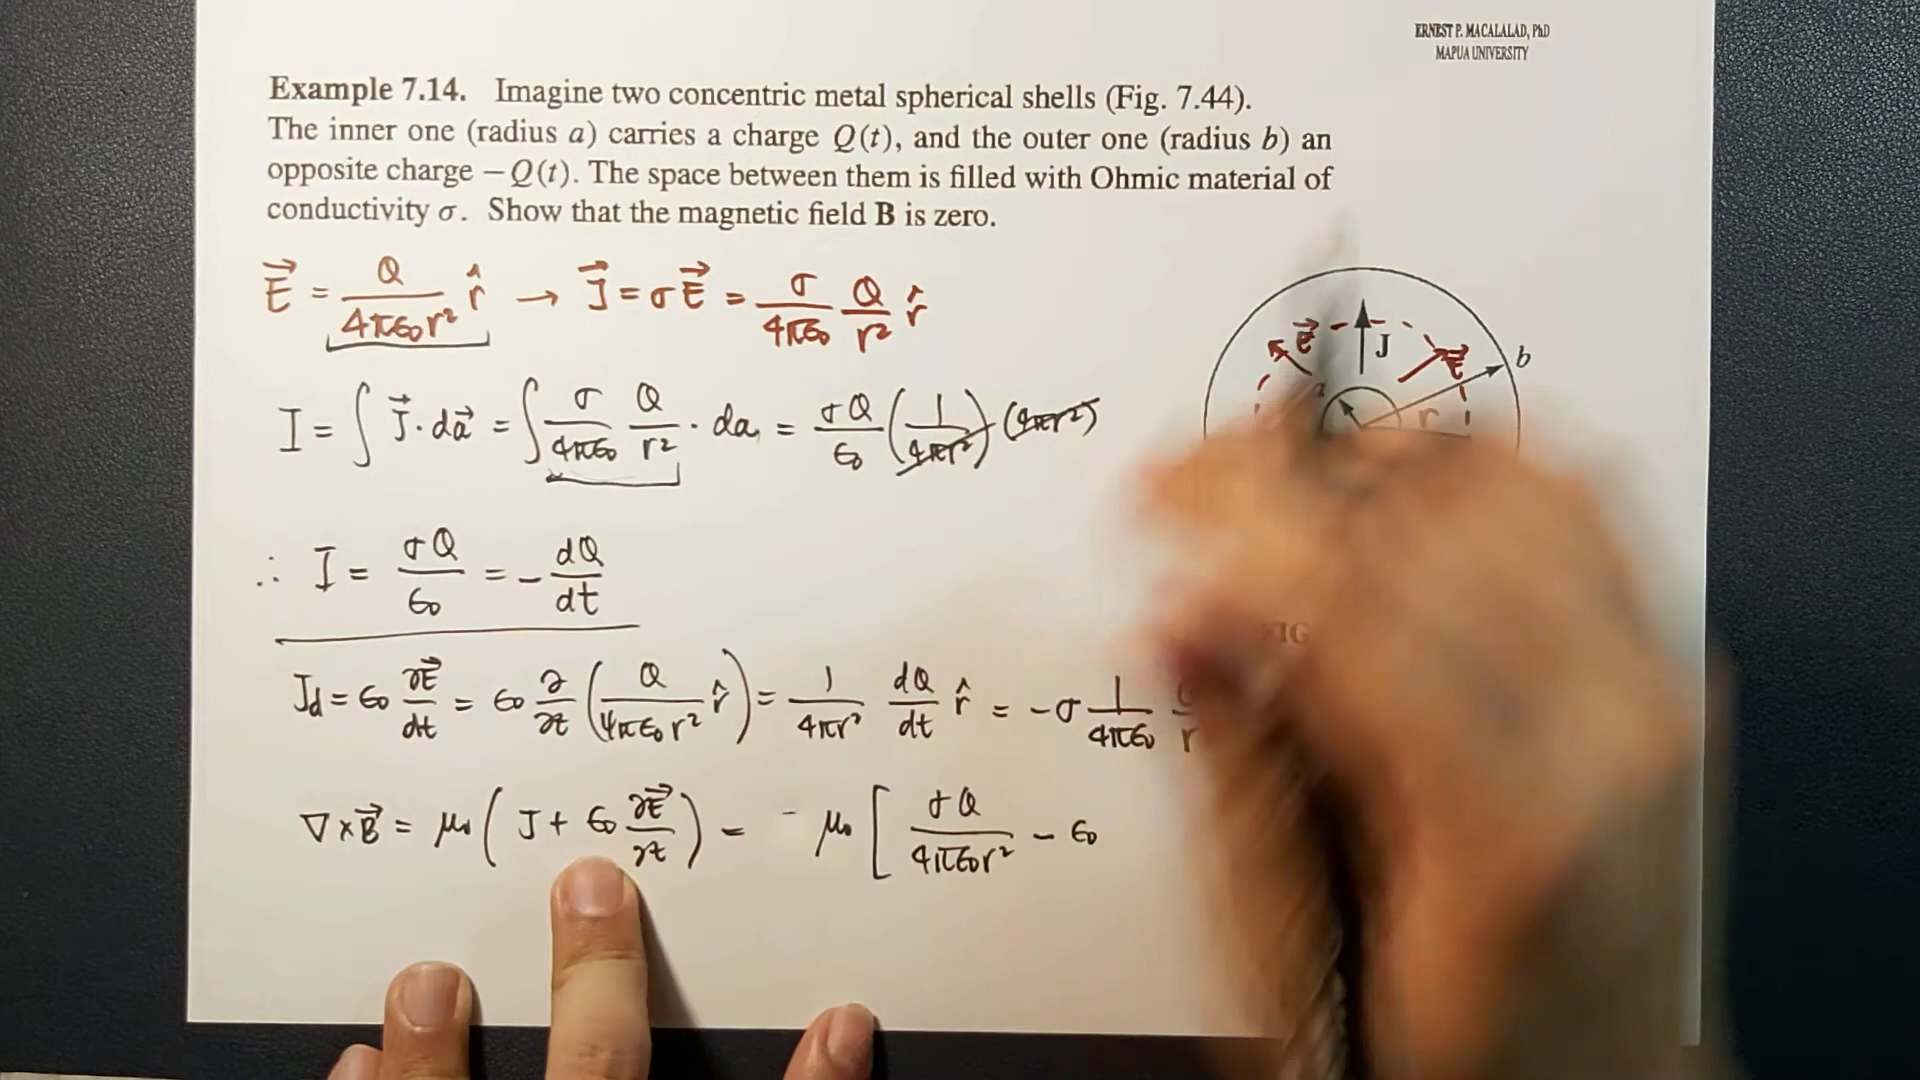 ERNEST P. MACALALAD, PhD
MAPUA UNIVERSITY
Example 7.14. Imagine two concentric metal spherical shells (Fig. 7.44).
The inner one (radius a) carries a charge Q(t), and the outer one (radius b) an
opposite charge −Q(t). The space between them is filled with Ohmic material of
conductivity σ. Show that the magnetic field B is zero.
E⃗ = Q/(4πε₀r²) r̂ → J⃗ = σE⃗ = σ/(4πε₀) Q/r² r̂
E⃗ J E⃗ b
r
I = ∫ J⃗ · da⃗ = ∫ σ/(4πε₀) Q/r² · da = σQ/ε₀ (1/(4πr²)) (4πr²)
∴ I = σQ/ε₀ = − dQ/dt
FIG
J_d = ε₀ ∂E⃗/dt = ε₀ ∂/∂t (Q/(4πε₀r²) r̂) = 1/(4πr²) dQ/dt r̂ = −σ 1/(4πε₀)
∇ × B⃗ = μ₀ (J + ε₀ ∂E⃗/∂t) = μ₀ [ σQ/(4πε₀r²) − ε₀